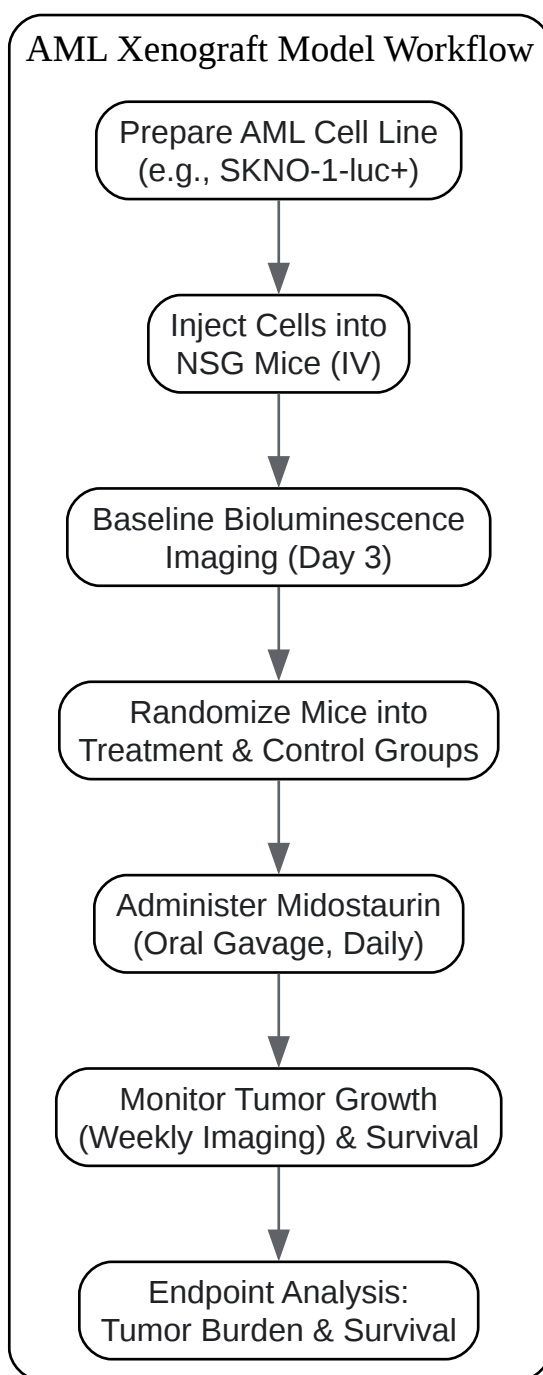 AML Xenograft Model Workflow
Prepare AML Cell Line
(e.g., SKNO-1-luc+)
Inject Cells into
NSG Mice (IV)
Baseline Bioluminescence
Imaging (Day 3)
Randomize Mice into
Treatment & Control Groups
Administer Midostaurin
(Oral Gavage, Daily)
Monitor Tumor Growth
(Weekly Imaging) & Survival
Endpoint Analysis:
Tumor Burden & Survival